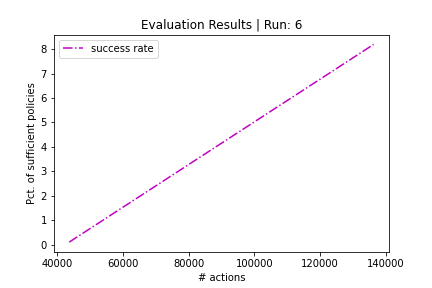 Evaluation Results | Run: 6
success rate
Pct. of sufficient policies
8
7
6
5
4
3
2
1
0
40000 60000 80000 100000 120000 140000
# actions